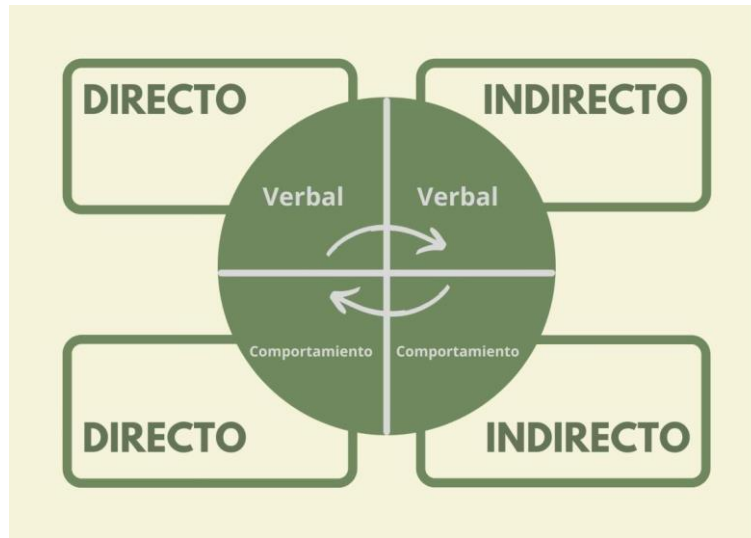 DIRECTO
INDIRECTO
Verbal
Verbal
Comportamiento
Comportamiento
DIRECTO
INDIRECTO